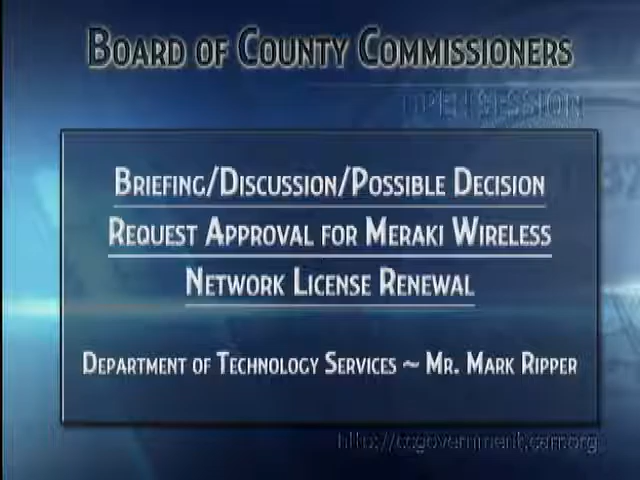 Board of County Commissioners
OPEN SESSION
Briefing/Discussion/Possible Decision
Request Approval for Meraki Wireless
Network License Renewal
Department of Technology Services ~ Mr. Mark Ripper